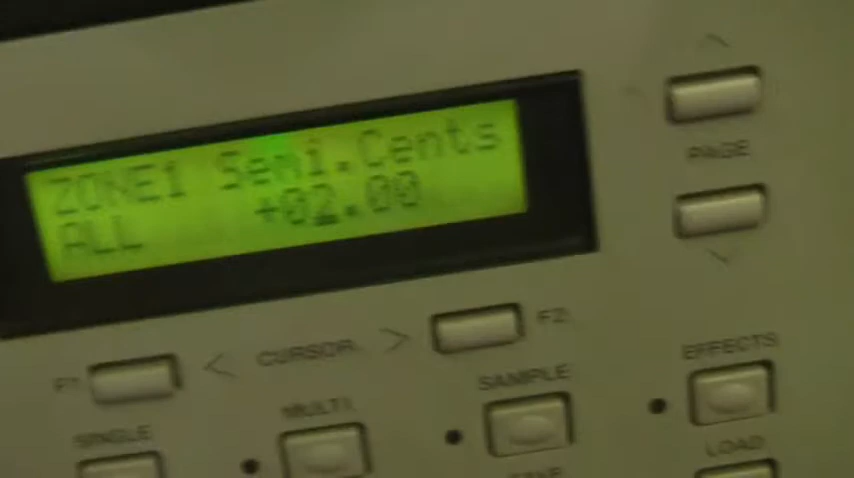 ZONE1 Semi.Cents
ALL +02.00
PAGE
F1 < CURSOR > F2
SINGLE MULTI SAMPLE EFFECTS
LOAD